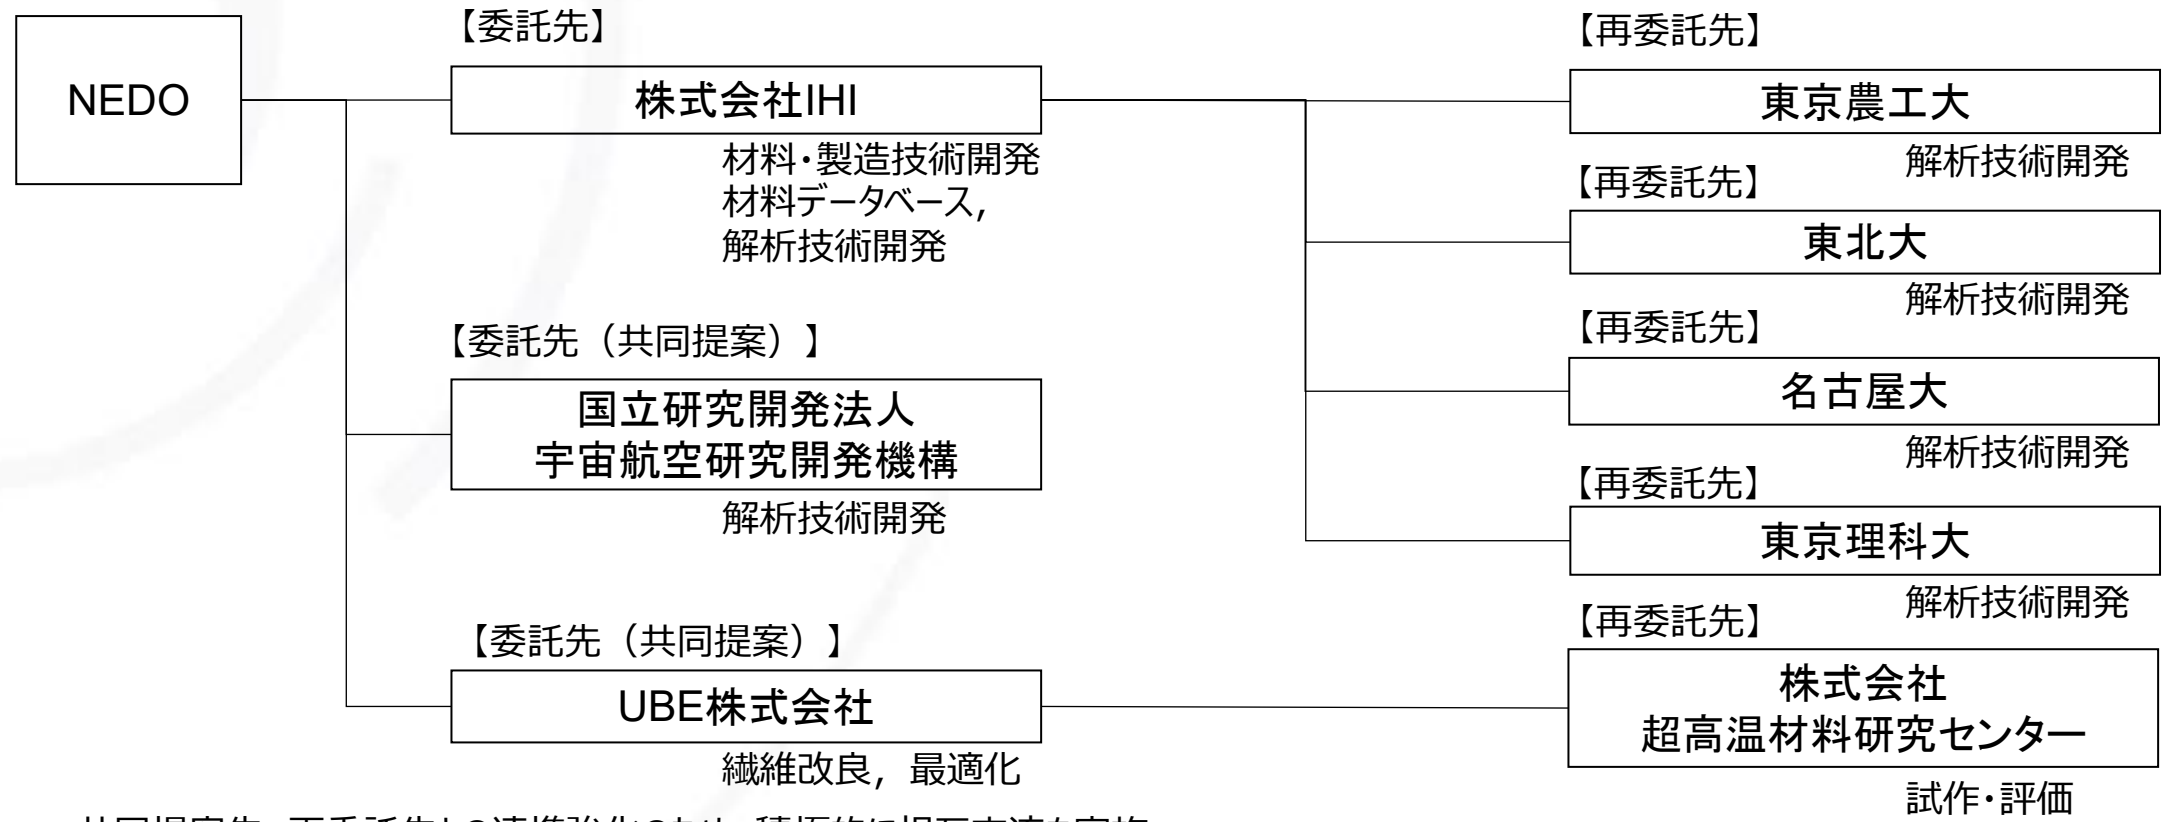 NEDO
【委託先】
株式会社IHI
材料・製造技術開発
材料データベース,
解析技術開発
【委託先（共同提案）】
国立研究開発法人
宇宙航空研究開発機構
解析技術開発
【委託先（共同提案）】
UBE株式会社
繊維改良，最適化
【再委託先】
東京農工大
解析技術開発
【再委託先】
東北大
解析技術開発
【再委託先】
名古屋大
解析技術開発
【再委託先】
東京理科大
解析技術開発
【再委託先】
株式会社
超高温材料研究センター
試作・評価